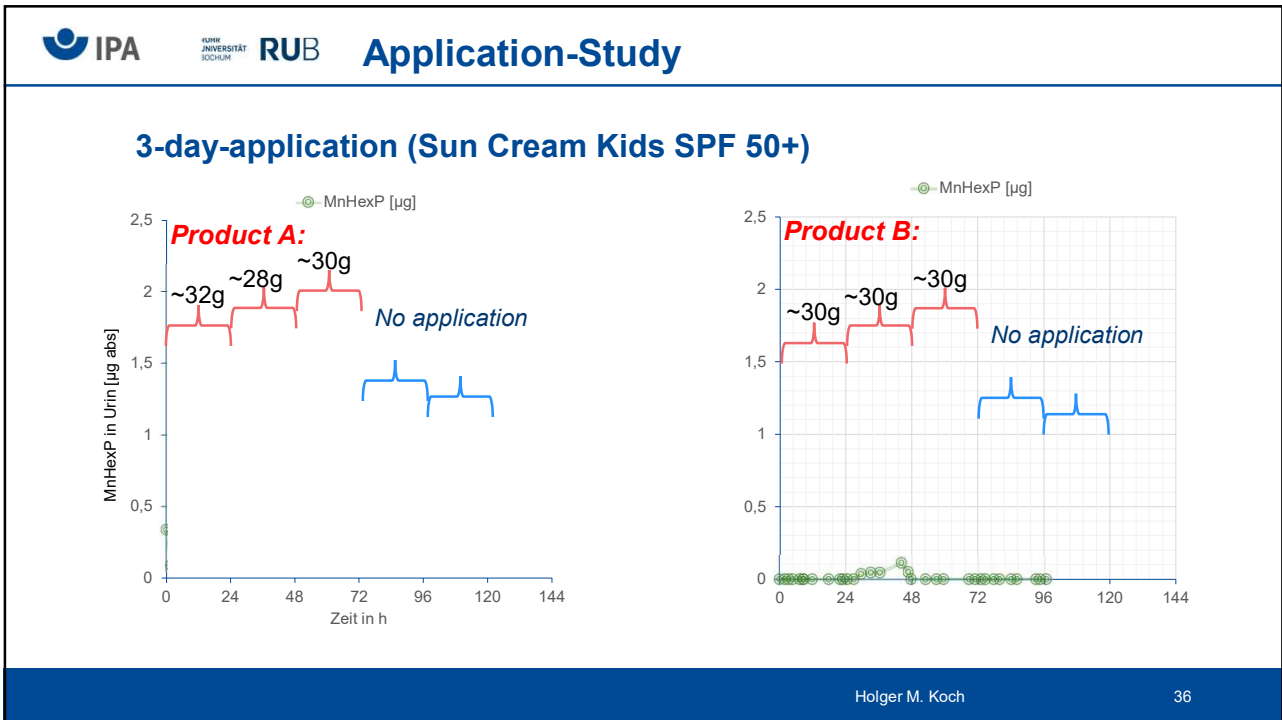 IPA
RUHR
UNIVERSITÄT
BOCHUM
RUB
Application-Study
3-day-application (Sun Cream Kids SPF 50+)
MnHexP [µg]
Product A:
~32g
~28g
~30g
No application
2,5
2
1,5
1
0,5
0
MnHexP in Urin [µg abs]
0 24 48 72 96 120 144
Zeit in h
MnHexP [µg]
Product B:
~30g
~30g
~30g
No application
2,5
2
1,5
1
0,5
0
0 24 48 72 96 120 144
Holger M. Koch
36